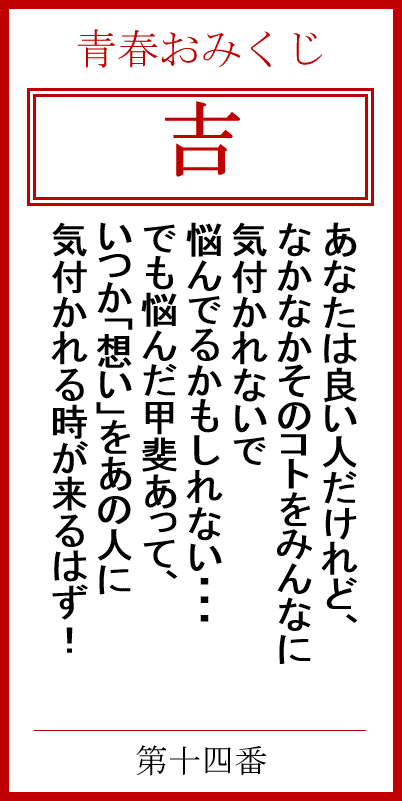 青春おみくじ
吉
あなたは良い人だけれど、
なかなかそのコトをみんなに
気付かれないで
悩んでるかもしれない・・・
でも悩んだ甲斐あって、
いつか「想い」をあの人に
気付かれる時が来るはず！
第十四番